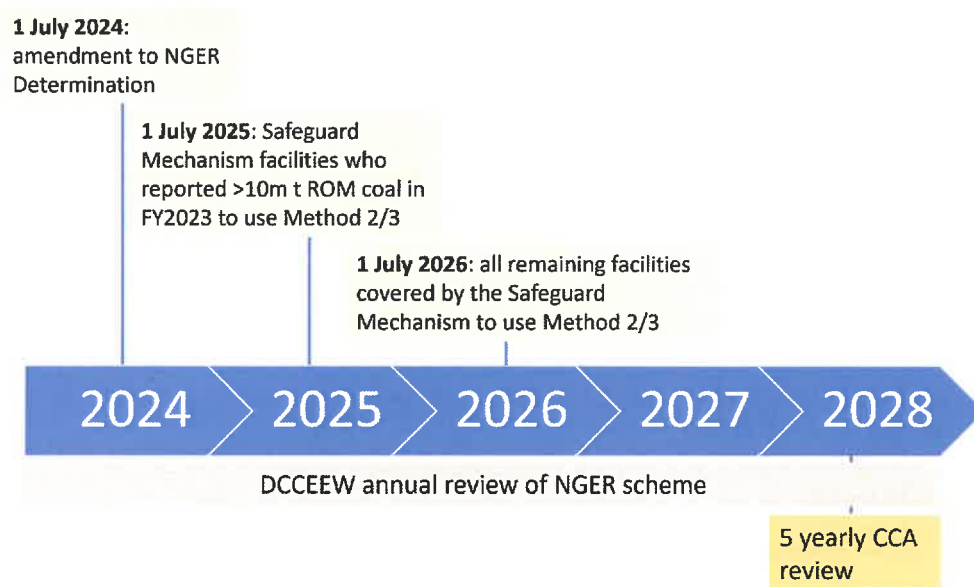 1 July 2024:
amendment to NGER
Determination
1 July 2025: Safeguard
Mechanism facilities who
reported >10m t ROM coal in
FY2023 to use Method 2/3
1 July 2026: all remaining facilities
covered by the Safeguard
Mechanism to use Method 2/3
2024
2025
2026
2027
2028
DCCEEW annual review of NGER scheme
5 yearly CCA
review